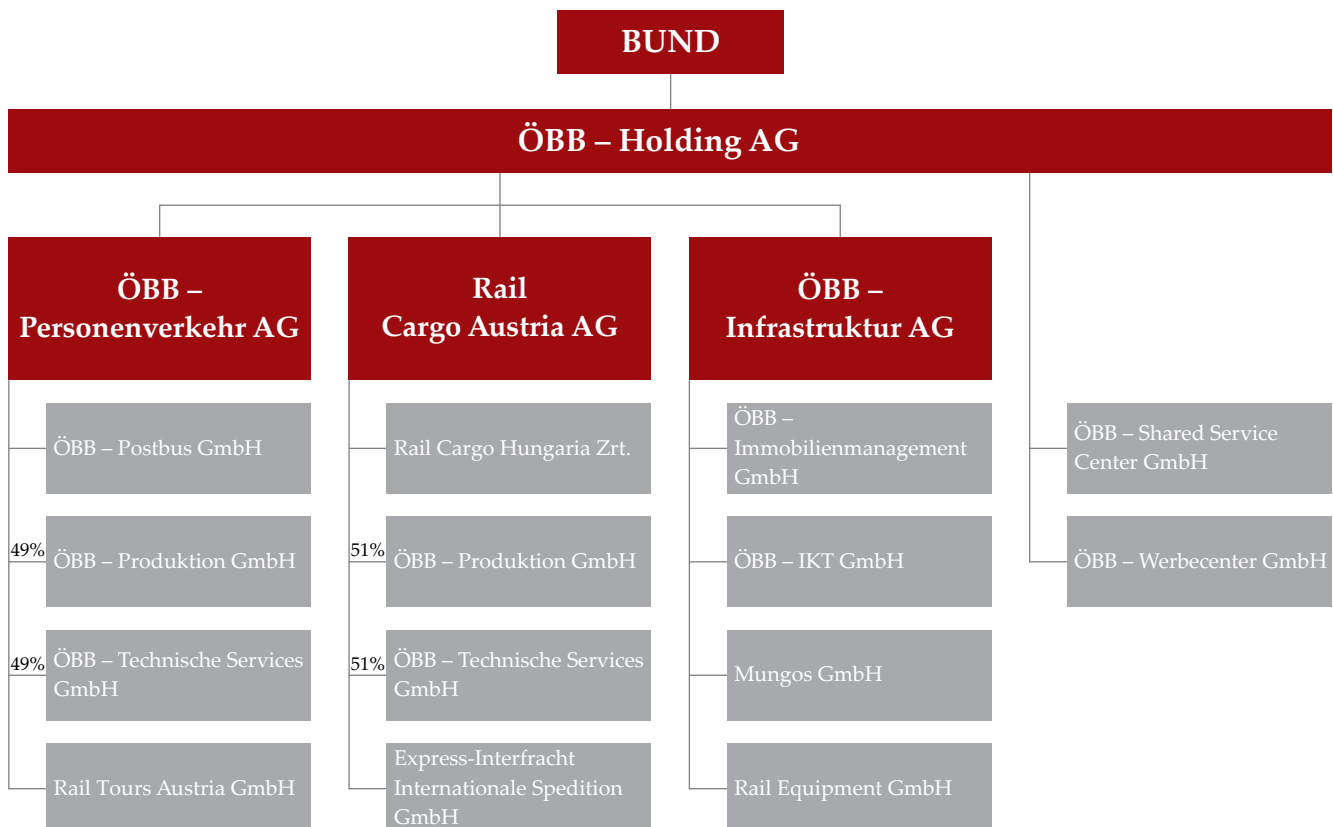 BUND
ÖBB – Holding AG
ÖBB –
Personenverkehr AG
Rail
Cargo Austria AG
ÖBB –
Infrastruktur AG
ÖBB – Postbus GmbH
49%
ÖBB – Produktion GmbH
49%
ÖBB – Technische Services
GmbH
Rail Tours Austria GmbH
Rail Cargo Hungaria Zrt.
51%
ÖBB – Produktion GmbH
51%
ÖBB – Technische Services
GmbH
Express-Interfracht
Internationale Spedition
GmbH
ÖBB –
Immobilienmanagement
GmbH
ÖBB – IKT GmbH
Mungos GmbH
Rail Equipment GmbH
ÖBB – Shared Service
Center GmbH
ÖBB – Werbecenter GmbH